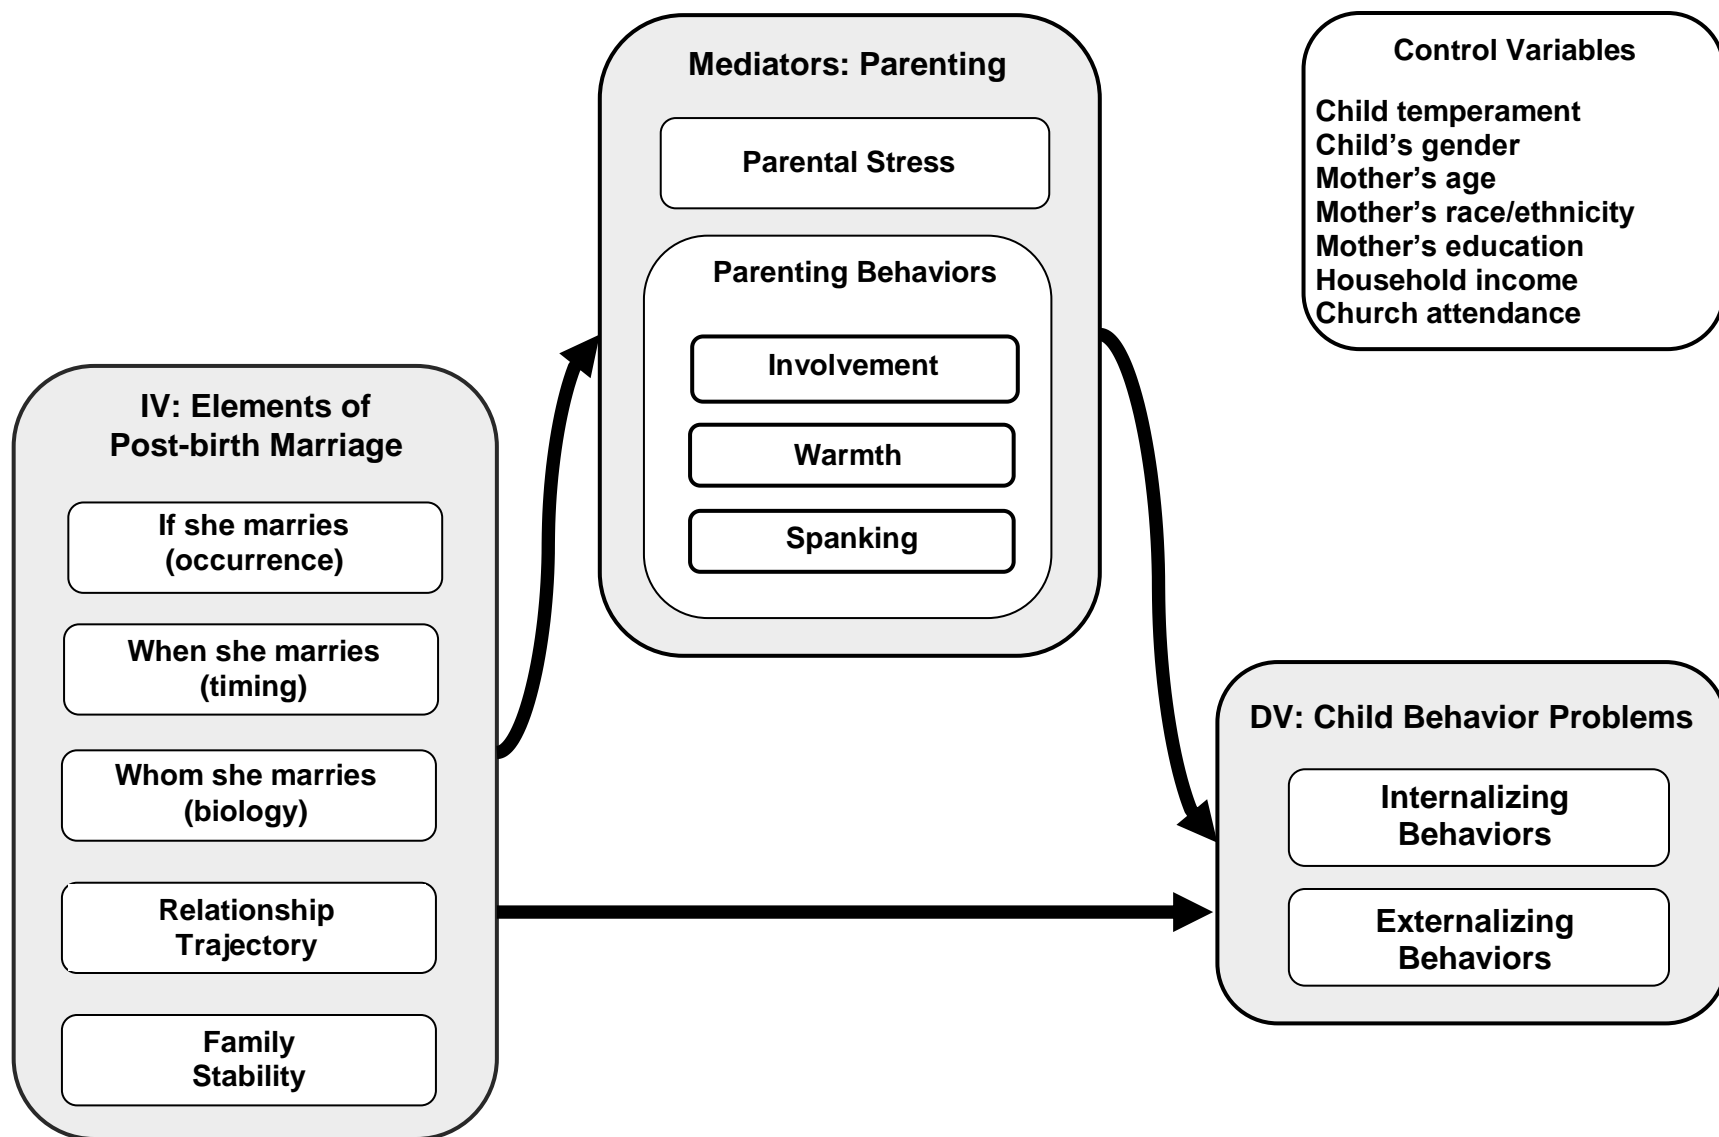 Mediators: Parenting
Parental Stress
Parenting Behaviors
Involvement
Warmth
Spanking
Control Variables
Child temperament
Child’s gender
Mother’s age
Mother’s race/ethnicity
Mother’s education
Household income
Church attendance
IV: Elements of
Post-birth Marriage
If she marries
(occurrence)
When she marries
(timing)
Whom she marries
(biology)
Relationship
Trajectory
Family
Stability
DV: Child Behavior Problems
Internalizing
Behaviors
Externalizing
Behaviors